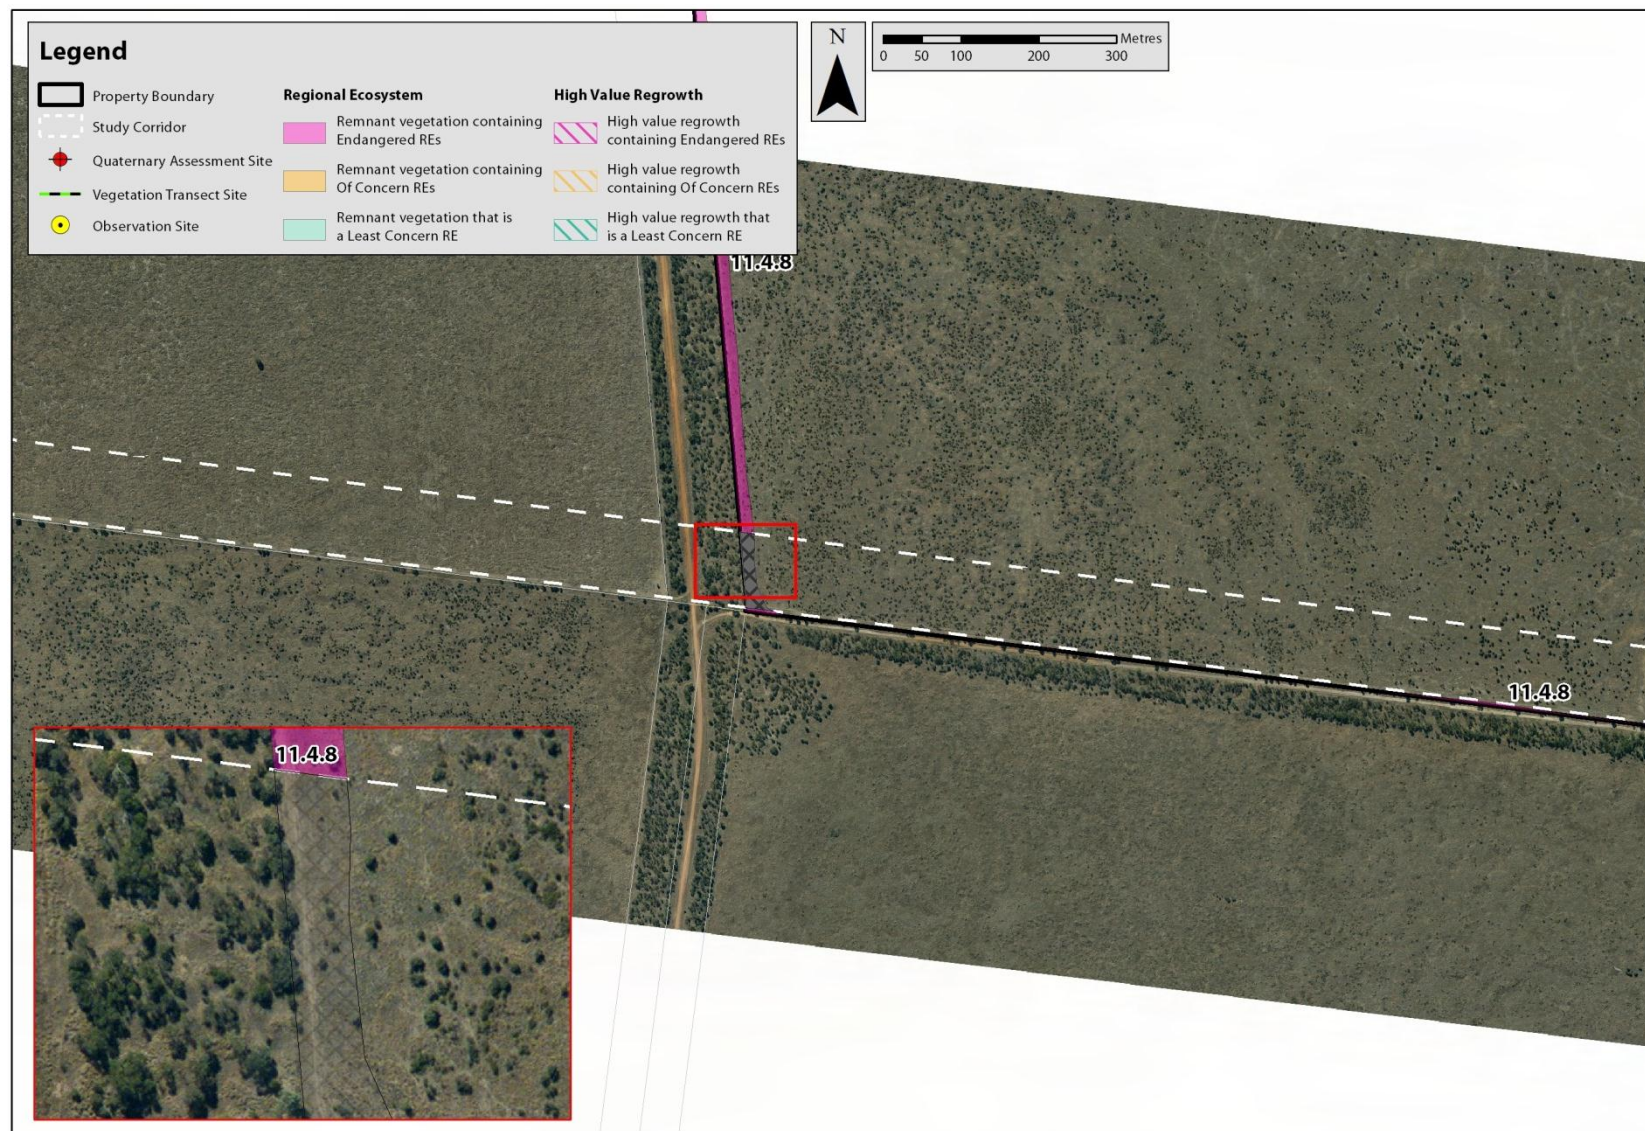 Legend
Property Boundary
Study Corridor
Quaternary Assessment Site
Vegetation Transect Site
Observation Site
Regional Ecosystem
Remnant vegetation containing
Endangered REs
Remnant vegetation containing
Of Concern REs
Remnant vegetation that is
a Least Concern RE
High Value Regrowth
High value regrowth
containing Endangered REs
High value regrowth
containing Of Concern REs
High value regrowth that
is a Least Concern RE
N
Metres
0 50 100 200 300
11.4.8
11.4.8
11.4.8